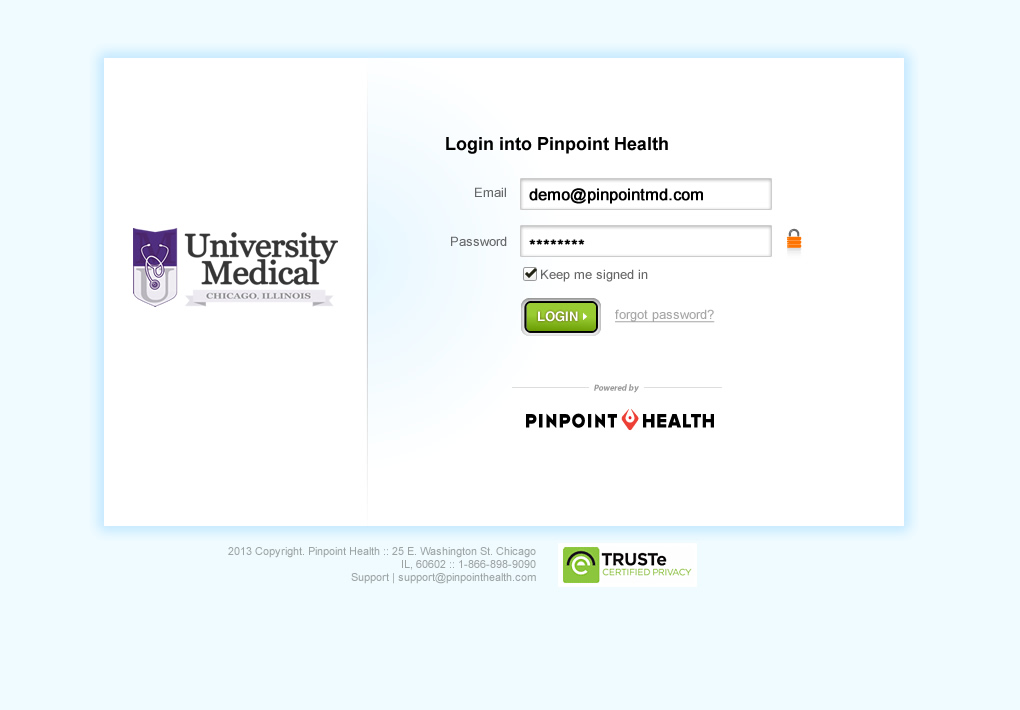 Login into Pinpoint Health
Email
demo@pinpointmd.com
University
Medical
CHICAGO, ILLINOIS
Password
********
Keep me signed in
LOGIN
forgot password?
Powered by
PINPOINT HEALTH
2013 Copyright. Pinpoint Health :: 25 E. Washington St. Chicago
IL, 60602 :: 1-866-898-9090
Support | support@pinpointhealth.com
TRUSTe
CERTIFIED PRIVACY